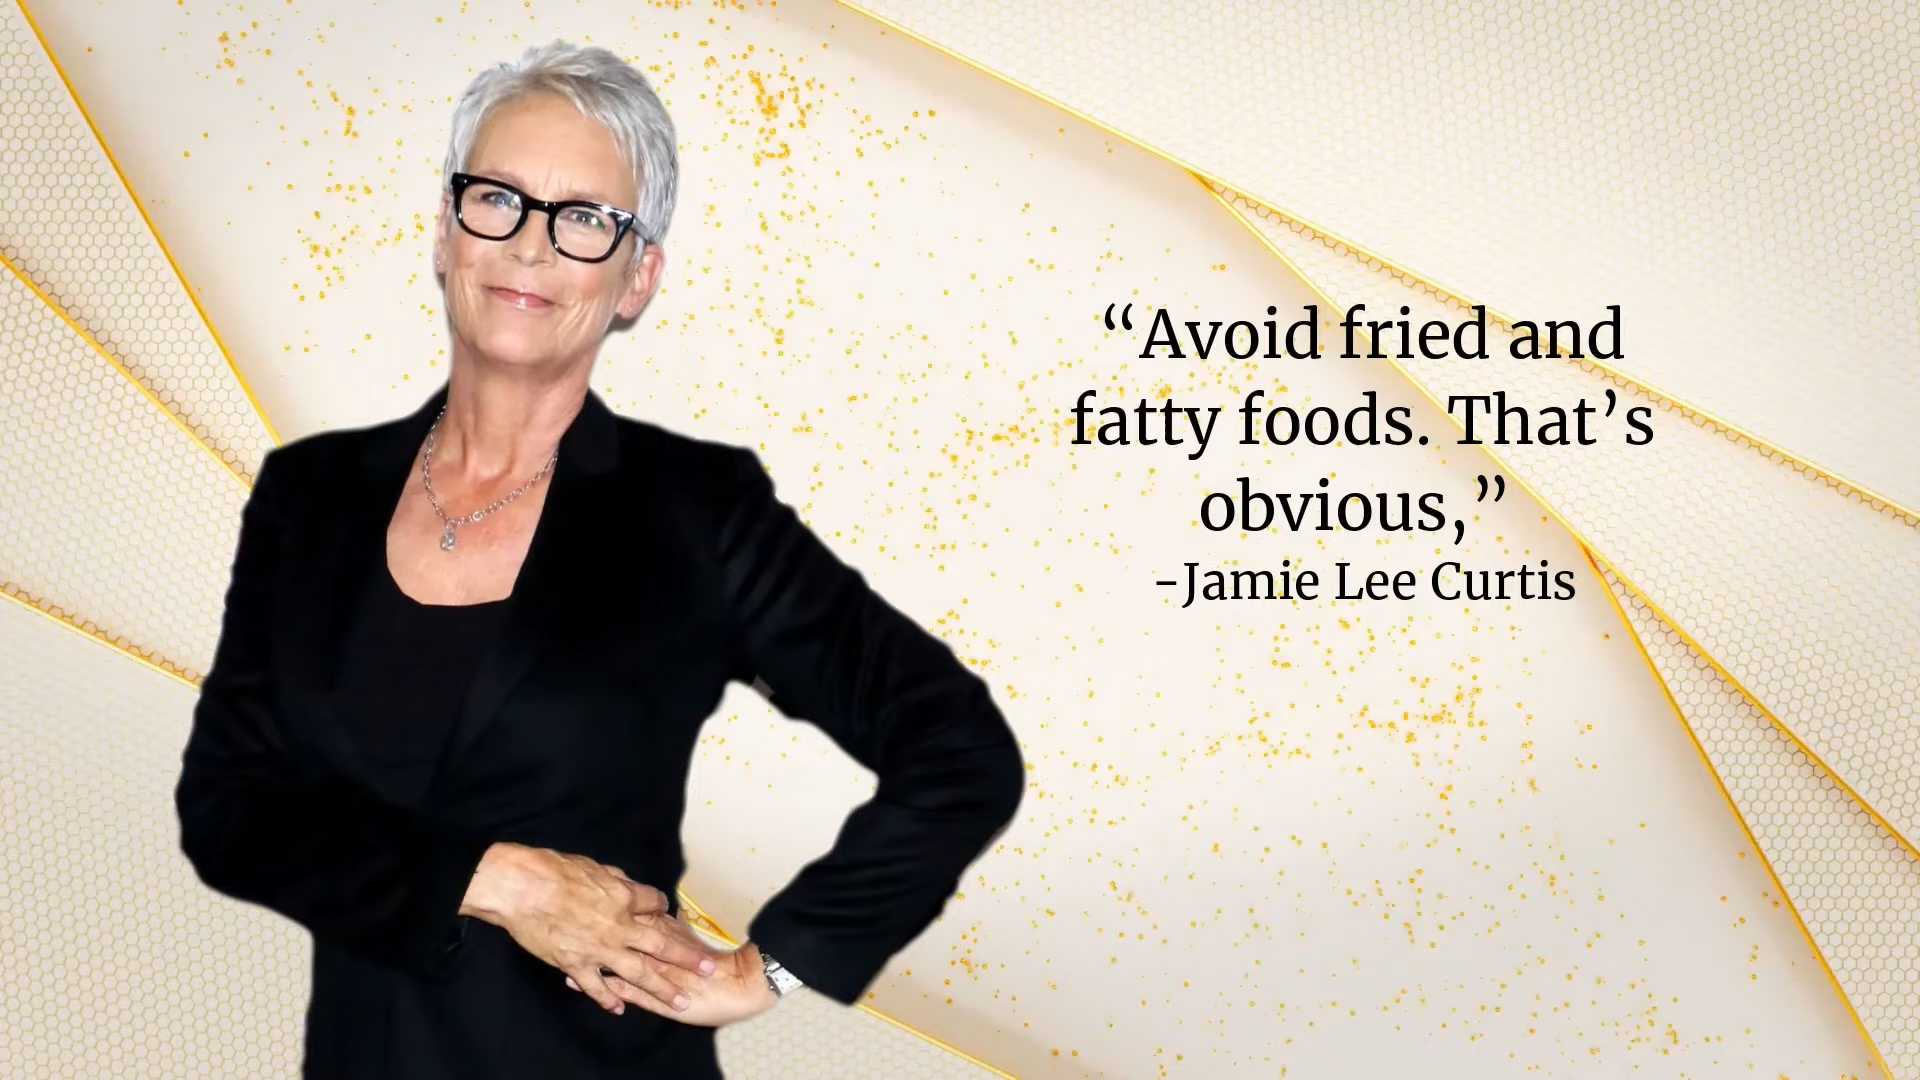 “Avoid fried and
fatty foods. That’s
obvious,”
-Jamie Lee Curtis